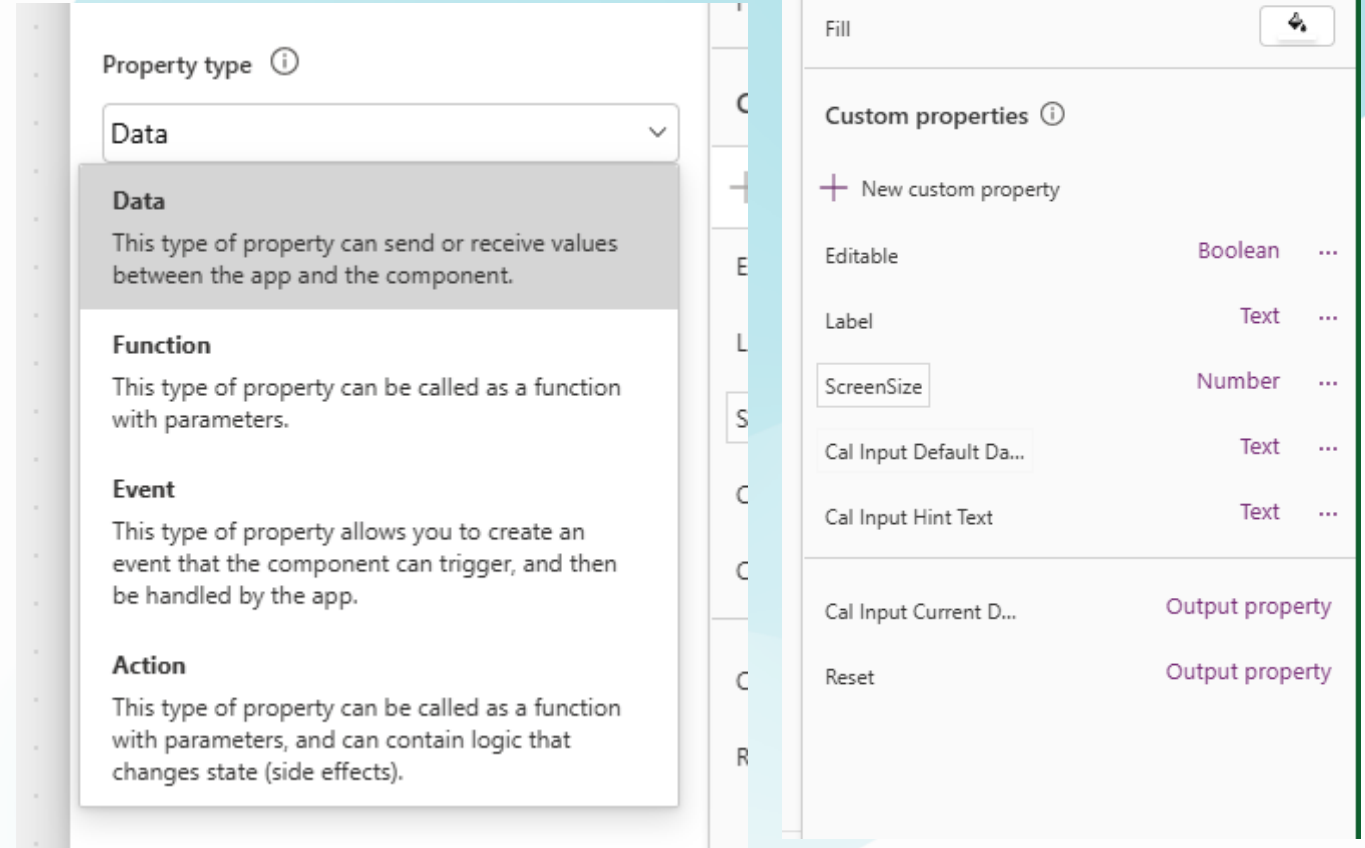 Property type
Data
Data
This type of property can send or receive values
between the app and the component.
Function
This type of property can be called as a function
with parameters.
Event
This type of property allows you to create an
event that the component can trigger, and then
be handled by the app.
Action
This type of property can be called as a function
with parameters, and can contain logic that
changes state (side effects).
E
L
S
C
C
C
R
Fill
Custom properties
New custom property
Editable Boolean ...
Label Text ...
ScreenSize Number ...
Cal Input Default Da... Text ...
Cal Input Hint Text Text ...
Cal Input Current D... Output property
Reset Output property